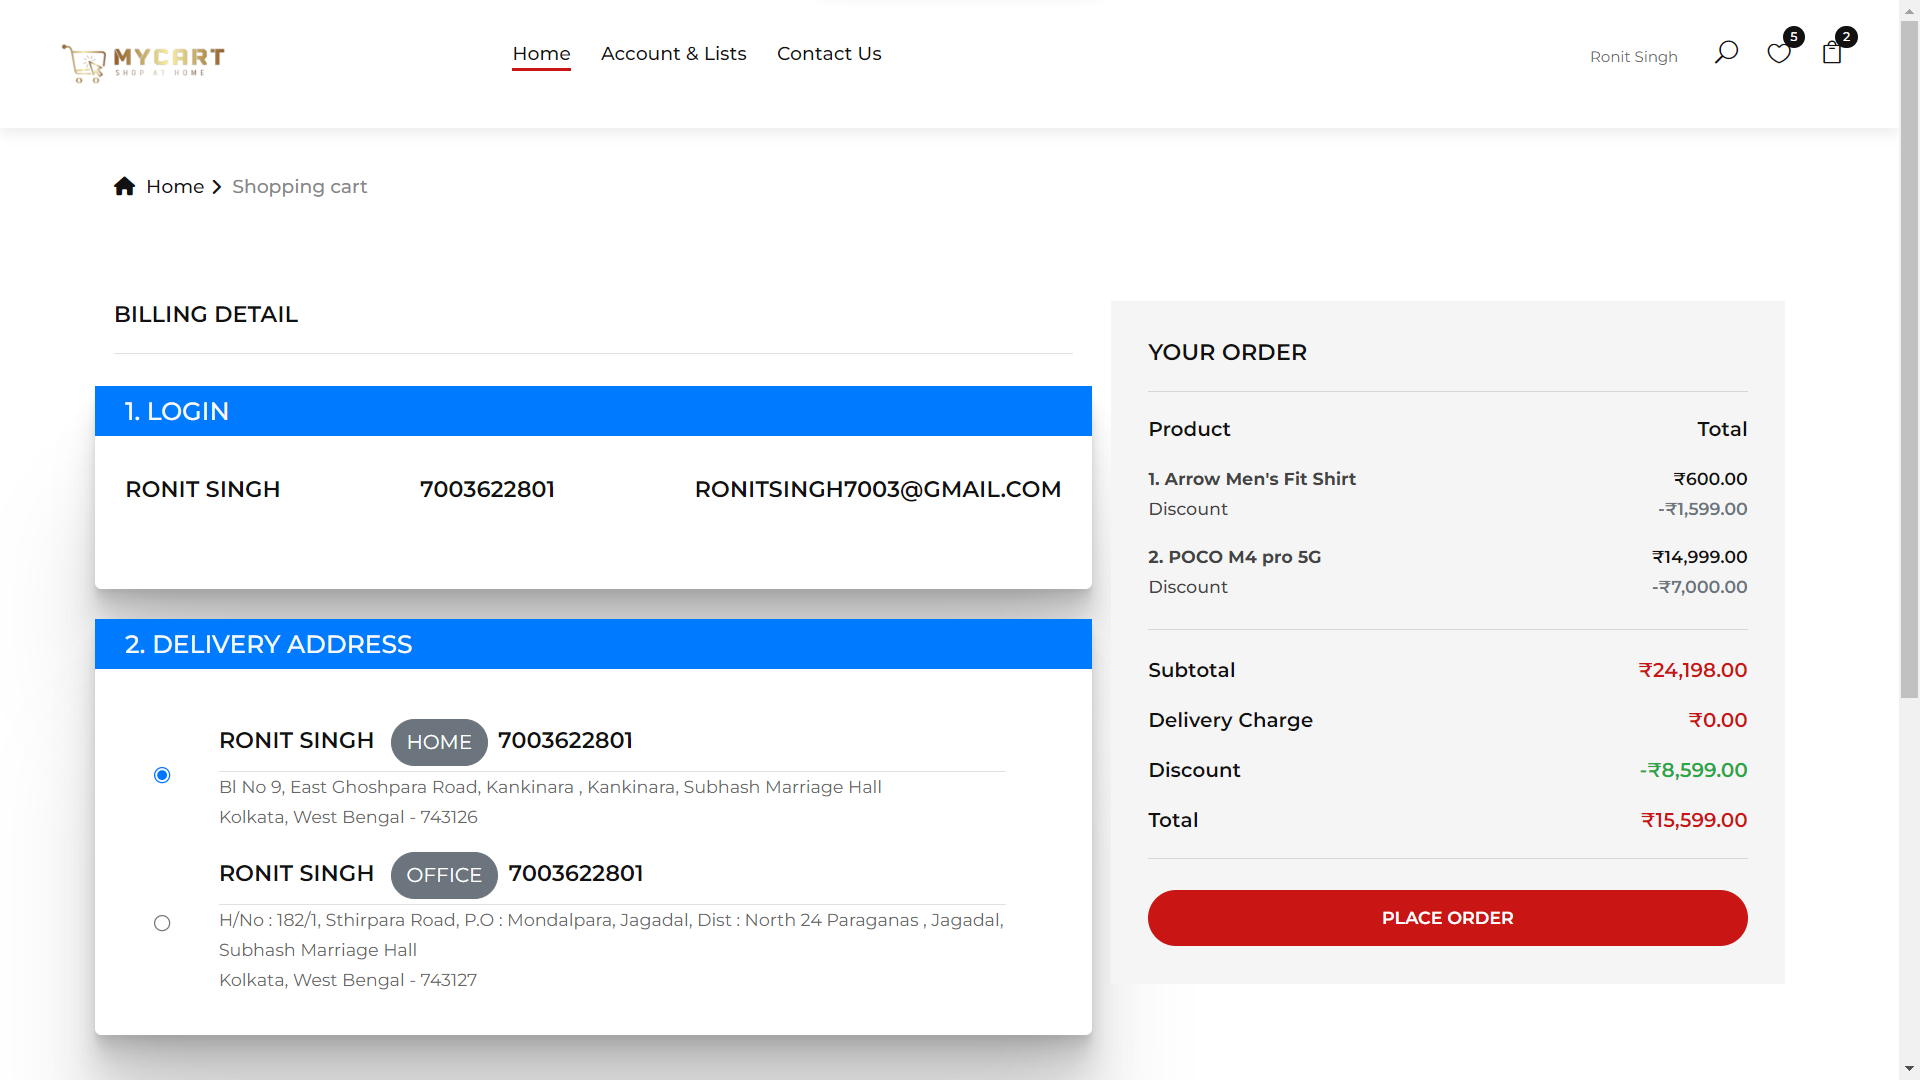 MYCART
SHOP AT HOME
Home
Account & Lists
Contact Us
Ronit Singh
5
2
Home
Shopping cart
BILLING DETAIL
1. LOGIN
RONIT SINGH 7003622801 RONITSINGH7003@GMAIL.COM
2. DELIVERY ADDRESS
RONIT SINGH HOME 7003622801
Bl No 9, East Ghoshpara Road, Kankinara , Kankinara, Subhash Marriage Hall
Kolkata, West Bengal - 743126
RONIT SINGH OFFICE 7003622801
H/No : 182/1, Sthirpara Road, P.O : Mondalpara, Jagadal, Dist : North 24 Paraganas , Jagadal,
Subhash Marriage Hall
Kolkata, West Bengal - 743127
YOUR ORDER
Product Total
1. Arrow Men's Fit Shirt ₹600.00
Discount -₹1,599.00
2. POCO M4 pro 5G ₹14,999.00
Discount -₹7,000.00
Subtotal ₹24,198.00
Delivery Charge ₹0.00
Discount -₹8,599.00
Total ₹15,599.00
PLACE ORDER